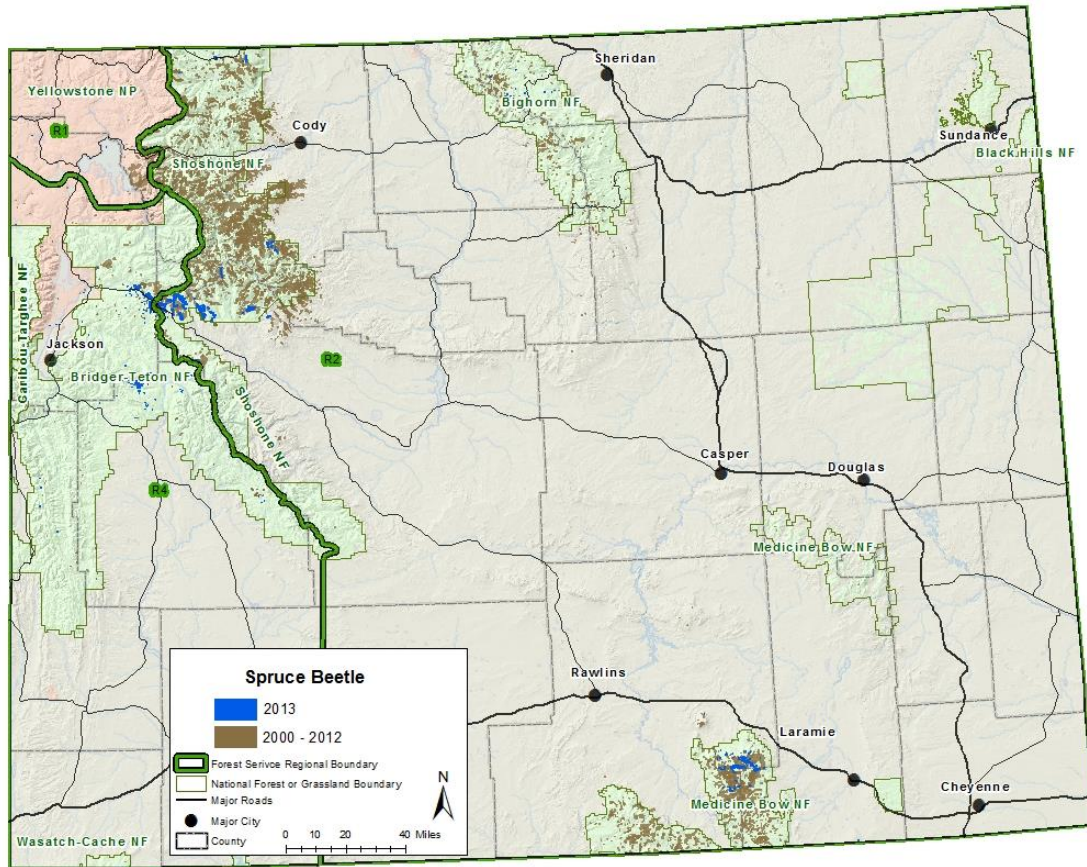 Sheridan
Yellowstone NP
Bighorn NF
R1
Cody
Sundance
Black Hills NF
Shoshone NF
Caribou-Targhee NF
Jackson
R2
Bridger-Teton NF
Shoshone NF
Casper
Douglas
R4
Medicine Bow NF
Rawlins
Laramie
Cheyenne
Medicine Bow NF
Wasatch-Cache NF
Spruce Beetle
2013
2000 - 2012
Forest Serivce Regional Boundary
National Forest or Grassland Boundary
Major Roads
Major City
County
N
0 10 20 40 Miles